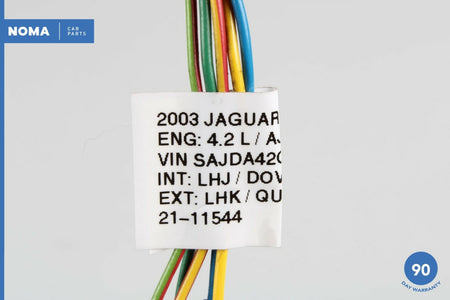 NOMA CAR
PARTS
2003 JAGUAR
ENG: 4.2 L / AJ
VIN SAJDA42C
INT: LHJ / DOV
EXT: LHK / QU
21-11544
90
DAY WARRANTY